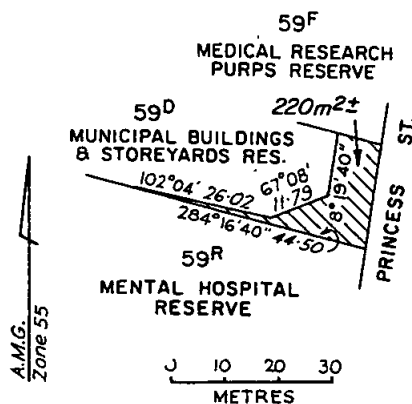 59F
MEDICAL RESEARCH
PURPS RESERVE
220m²±
59D
MUNICIPAL BUILDINGS
& STOREYARDS RES.
102°04' 26·02
67°08'
11·79
8°19'40"
284°16'40" 44·50
PRINCESS ST.
59R
MENTAL HOSPITAL
RESERVE
A.M.G.
Zone 55
0 10 20 30
METRES